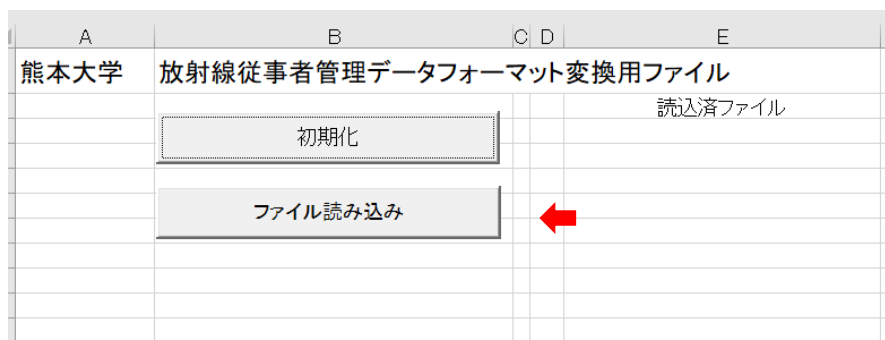 A B C D E
熊本大学 放射線従事者管理データフォーマット変換用ファイル
読込済ファイル
初期化
ファイル読み込み